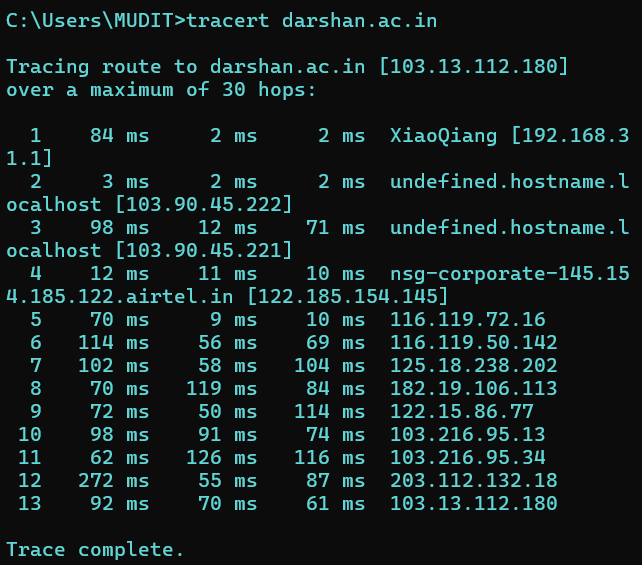 C:\Users\MUDIT>tracert darshan.ac.in
Tracing route to darshan.ac.in [103.13.112.180]
over a maximum of 30 hops:
  1    84 ms     2 ms     2 ms  XiaoQiang [192.168.3
1.1]
  2     3 ms     2 ms     2 ms  undefined.hostname.l
ocalhost [103.90.45.222]
  3    98 ms    12 ms    71 ms  undefined.hostname.l
ocalhost [103.90.45.221]
  4    12 ms    11 ms    10 ms  nsg-corporate-145.15
4.185.122.airtel.in [122.185.154.145]
  5    70 ms     9 ms    10 ms  116.119.72.16
  6   114 ms    56 ms    69 ms  116.119.50.142
  7   102 ms    58 ms   104 ms  125.18.238.202
  8    70 ms   119 ms    84 ms  182.19.106.113
  9    72 ms    50 ms   114 ms  122.15.86.77
 10    98 ms    91 ms    74 ms  103.216.95.13
 11    62 ms   126 ms   116 ms  103.216.95.34
 12   272 ms    55 ms    87 ms  203.112.132.18
 13    92 ms    70 ms    61 ms  103.13.112.180
Trace complete.